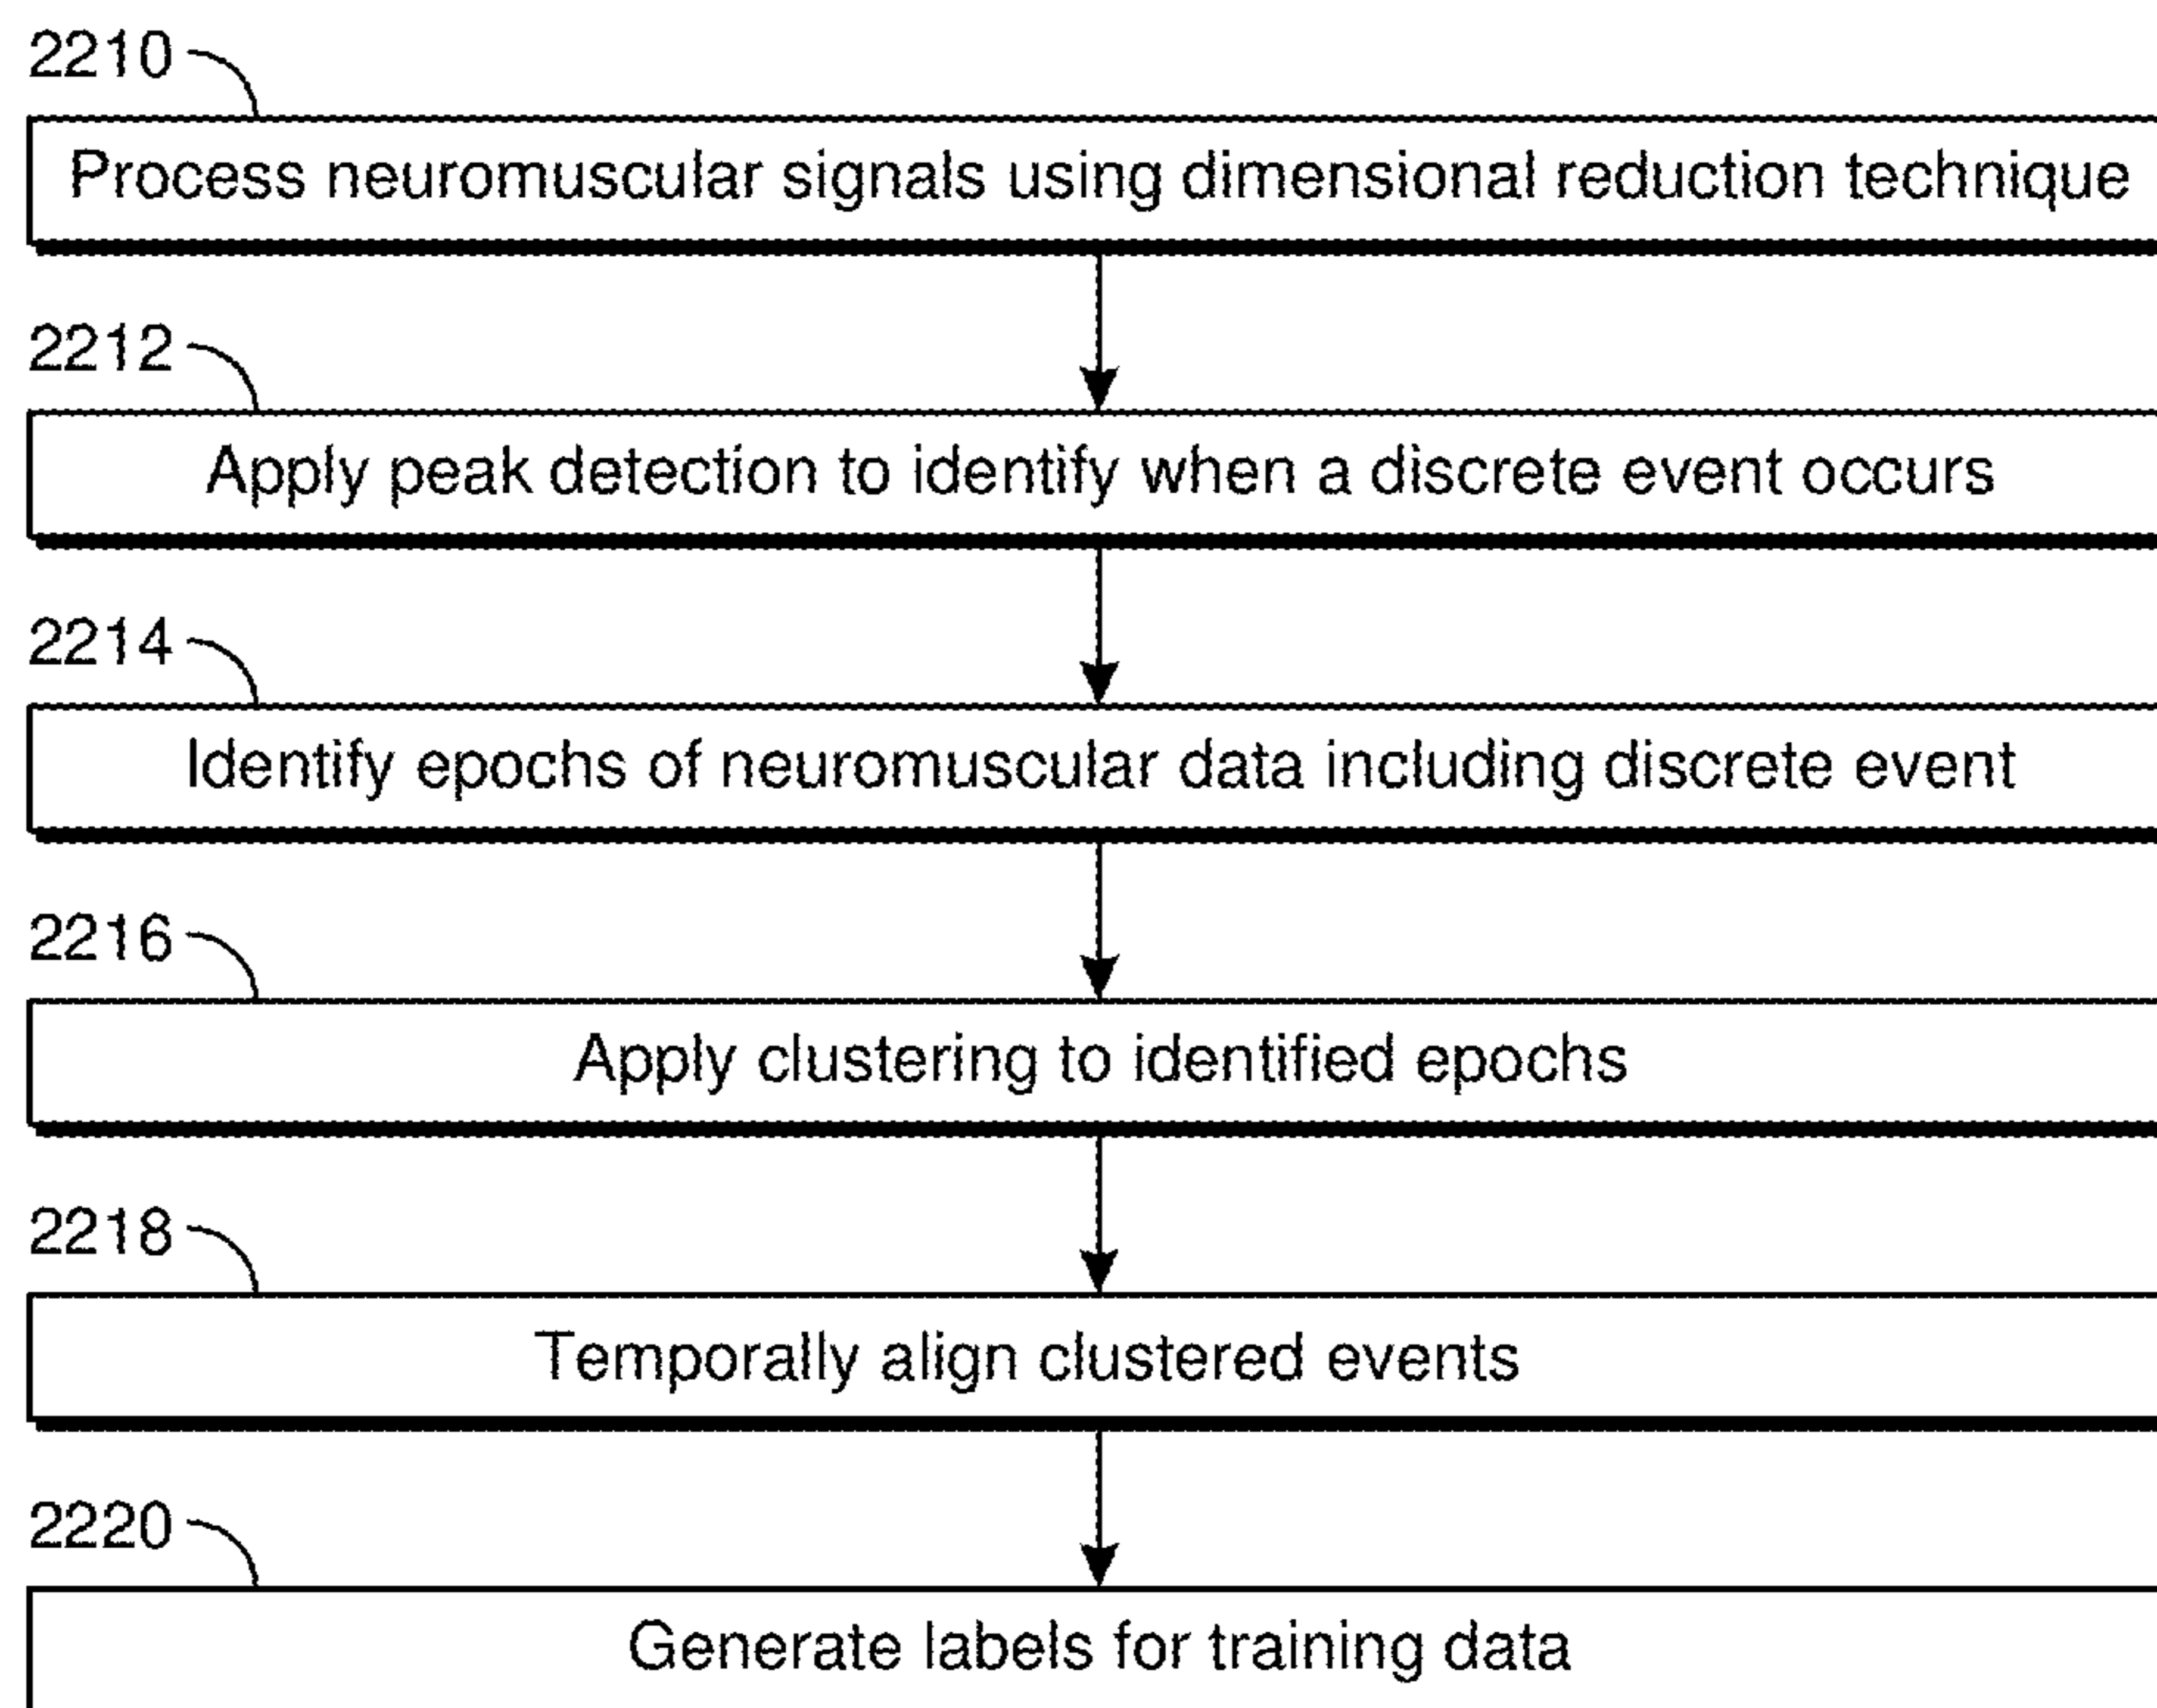 2210
Process neuromuscular signals using dimensional reduction technique
2212
Apply peak detection to identify when a discrete event occurs
2214
Identify epochs of neuromuscular data including discrete event
2216
Apply clustering to identified epochs
2218
Temporally align clustered events
2220
Generate labels for training data